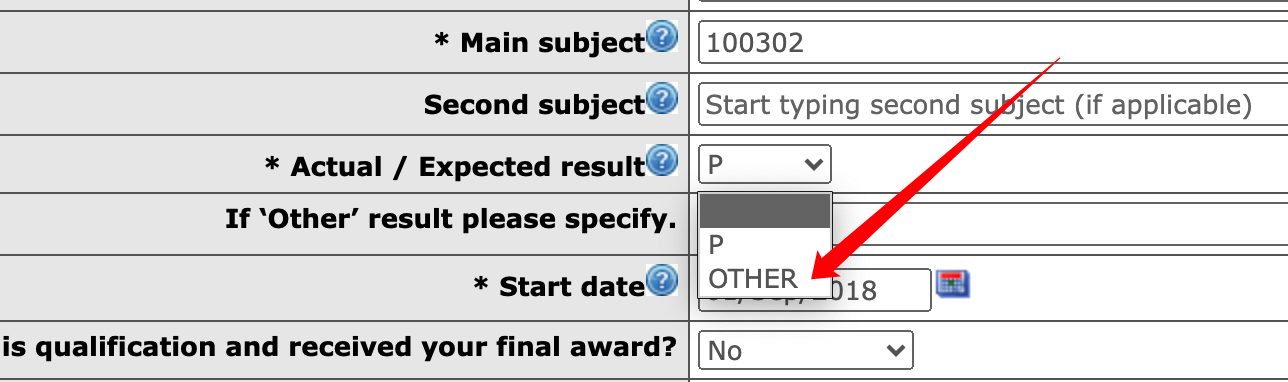 * Main subject
100302
Second subject
Start typing second subject (if applicable)
* Actual / Expected result
P
If ‘Other’ result please specify.
P
OTHER
* Start date
2018
is qualification and received your final award?
No